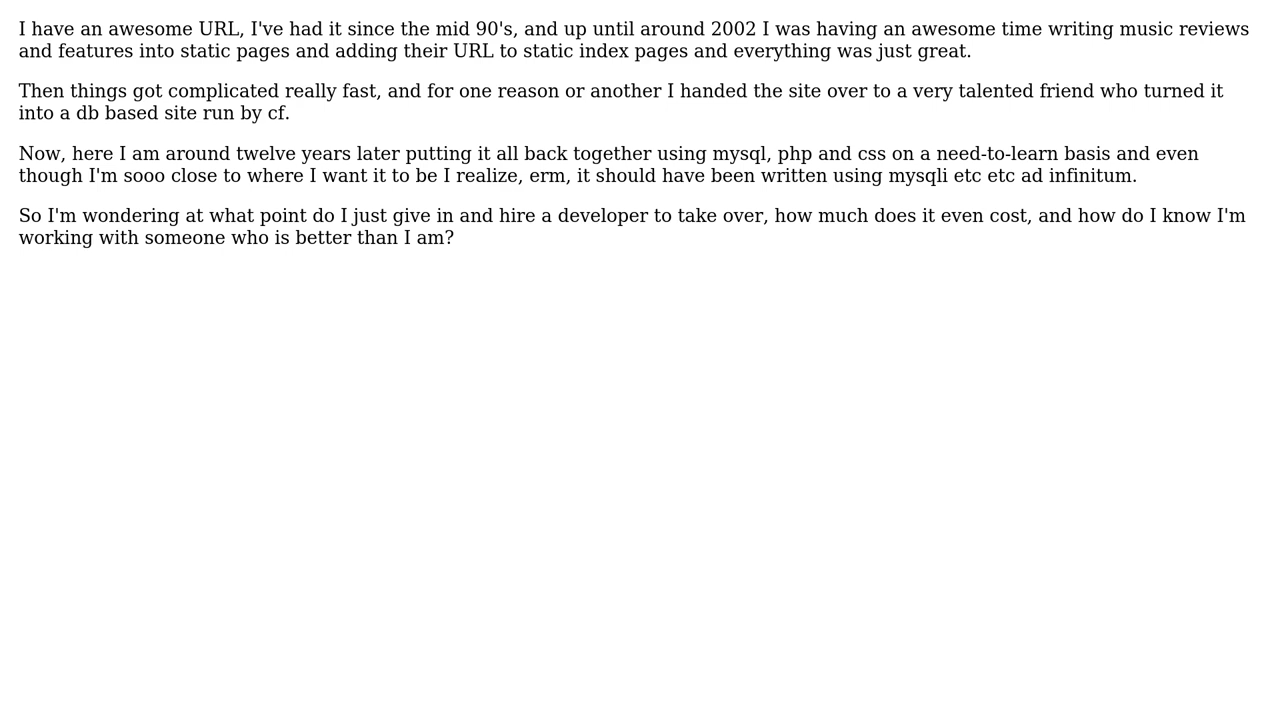 I have an awesome URL, I've had it since the mid 90's, and up until around 2002 I was having an awesome time writing music reviews
and features into static pages and adding their URL to static index pages and everything was just great.
Then things got complicated really fast, and for one reason or another I handed the site over to a very talented friend who turned it
into a db based site run by cf.
Now, here I am around twelve years later putting it all back together using mysql, php and css on a need-to-learn basis and even
though I'm sooo close to where I want it to be I realize, erm, it should have been written using mysqli etc etc ad infinitum.
So I'm wondering at what point do I just give in and hire a developer to take over, how much does it even cost, and how do I know I'm
working with someone who is better than I am?